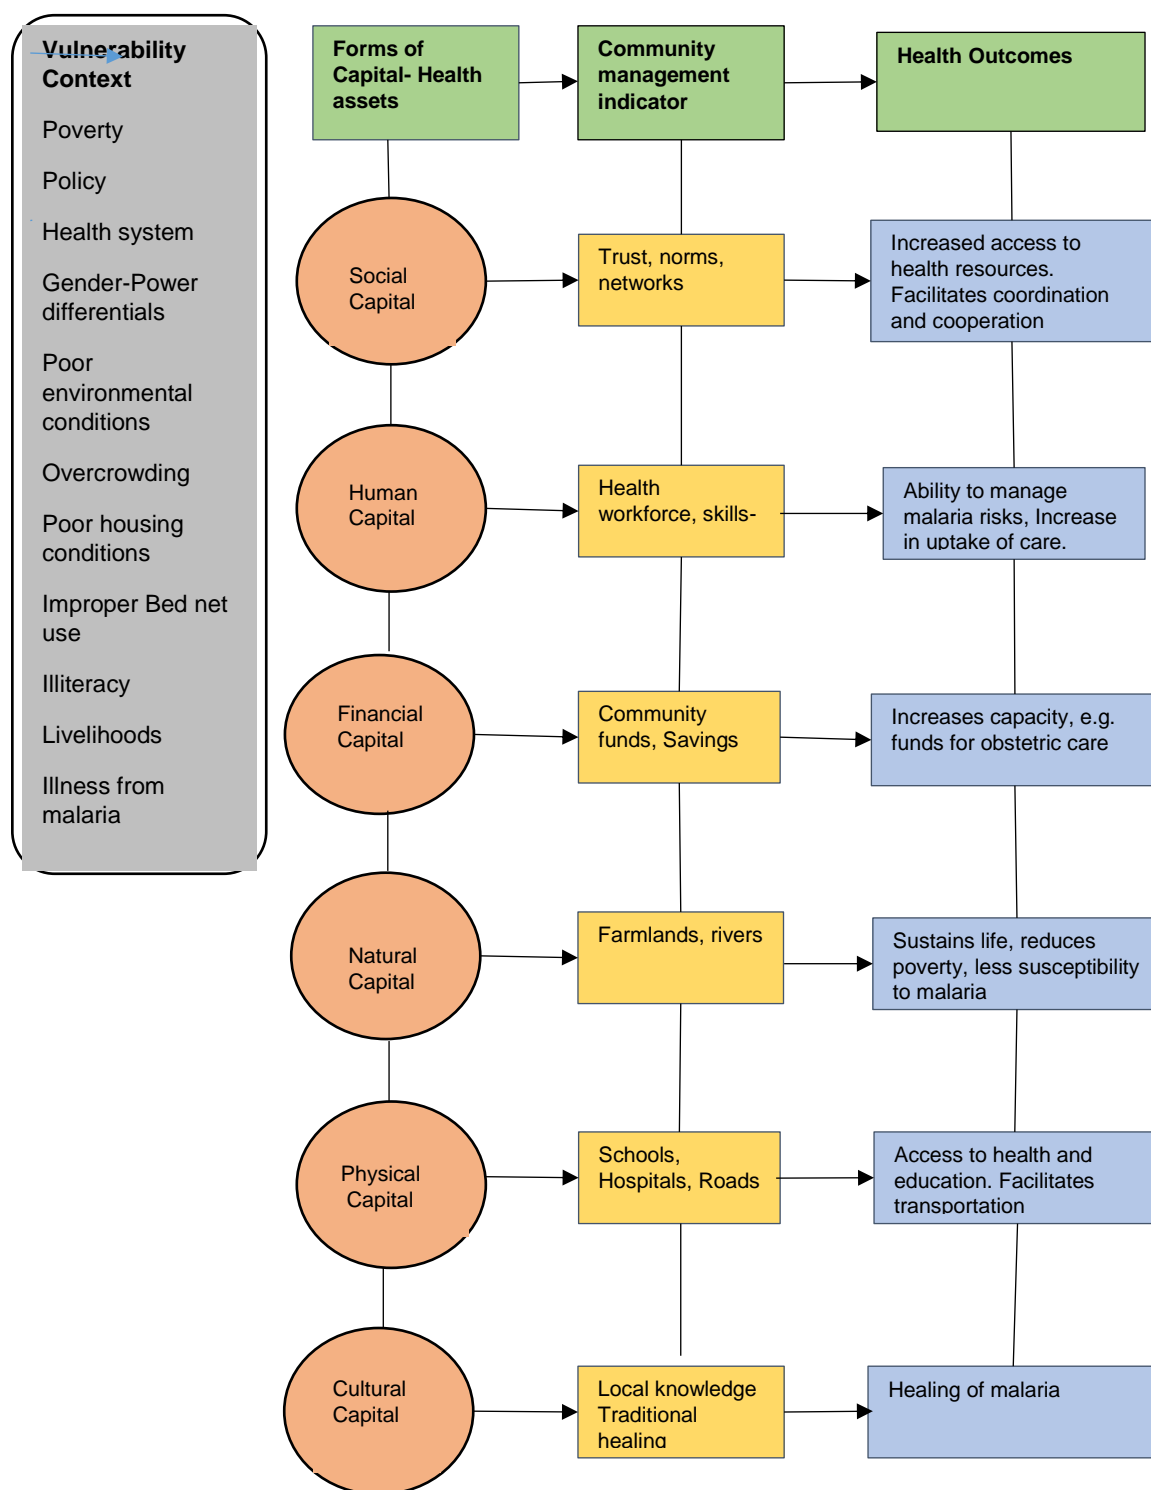 Vulnerability
Context
Poverty
Policy
Health system
Gender-Power
differentials
Poor
environmental
conditions
Overcrowding
Poor housing
conditions
Improper Bed net
use
Illiteracy
Livelihoods
Illness from
malaria
Forms of
Capital- Health
assets
Community
management
indicator
Health Outcomes
Social
Capital
Trust, norms,
networks
Increased access to
health resources.
Facilitates coordination
and cooperation
Human
Capital
Health
workforce, skills-
Ability to manage
malaria risks, Increase
in uptake of care.
Financial
Capital
Community
funds, Savings
Increases capacity, e.g.
funds for obstetric care
Natural
Capital
Farmlands, rivers
Sustains life, reduces
poverty, less susceptibility
to malaria
Physical
Capital
Schools,
Hospitals, Roads
Access to health and
education. Facilitates
transportation
Cultural
Capital
Local knowledge
Traditional
healing
Healing of malaria